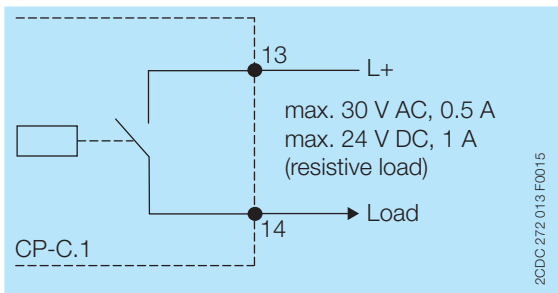 13
L+
max. 30 V AC, 0.5 A
max. 24 V DC, 1 A
(resistive load)
14
Load
CP-C.1
2CDC 272 013 F0015